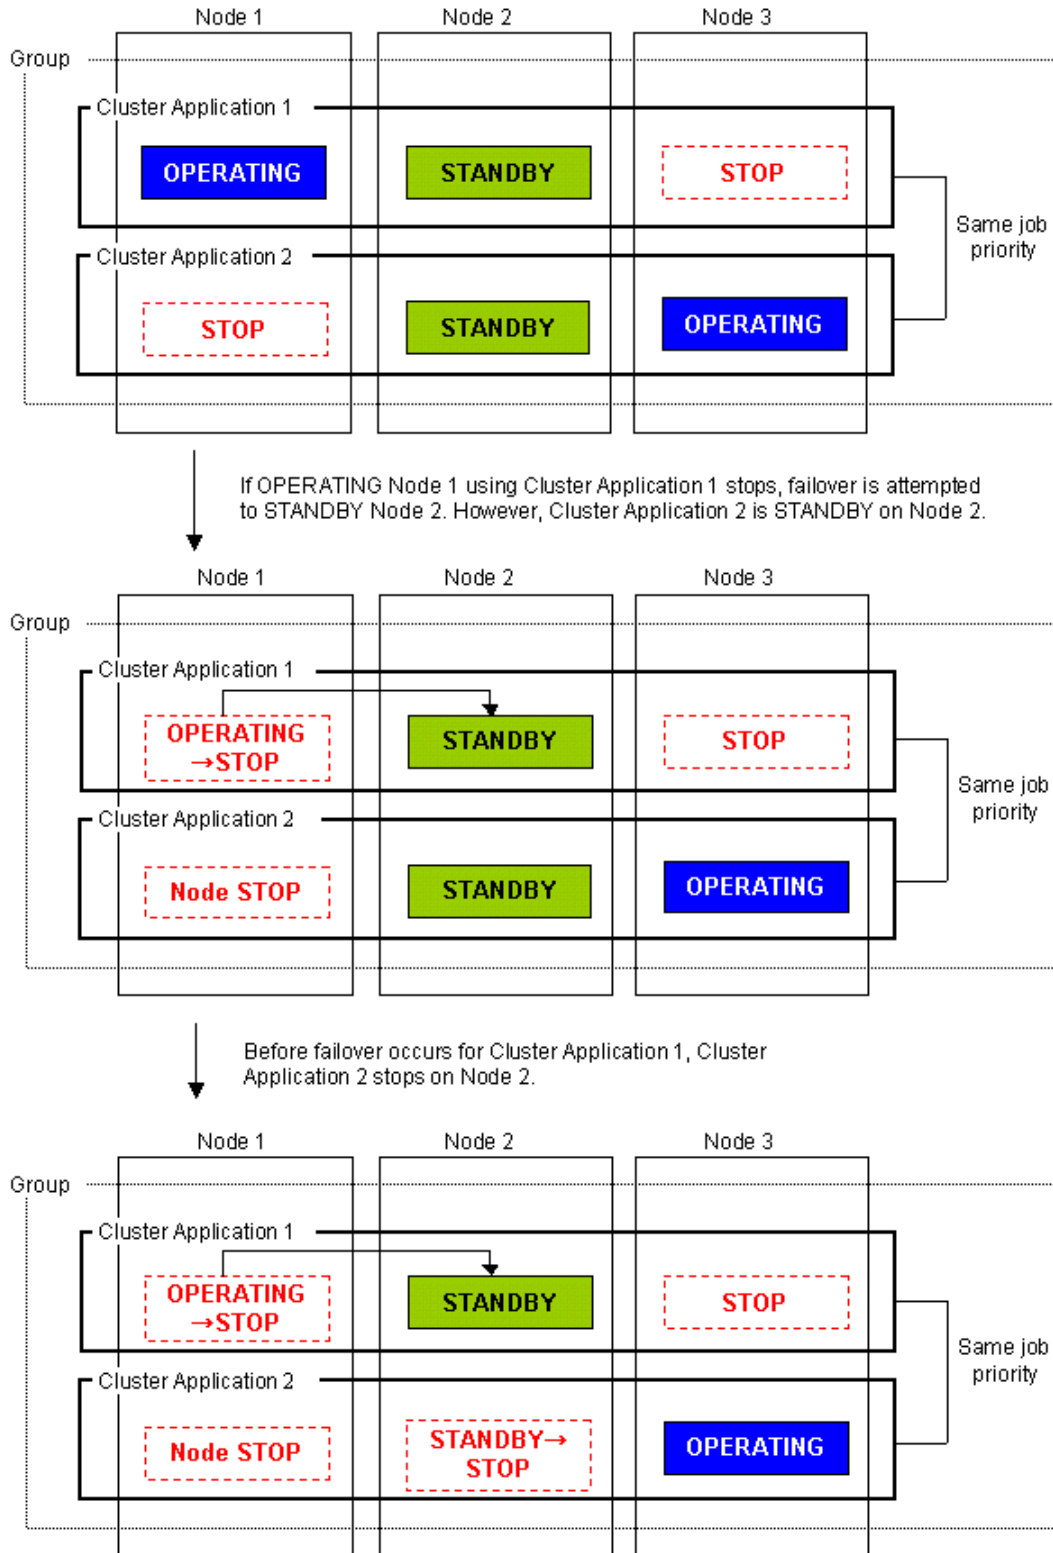 Node 1
Node 2
Node 3
Group
Cluster Application 1
OPERATING
STANDBY
STOP
Same job
priority
Cluster Application 2
STOP
STANDBY
OPERATING
If OPERATING Node 1 using Cluster Application 1 stops, failover is attempted
to STANDBY Node 2. However, Cluster Application 2 is STANDBY on Node 2.
Node 1
Node 2
Node 3
Group
Cluster Application 1
OPERATING
→STOP
STANDBY
STOP
Same job
priority
Cluster Application 2
Node STOP
STANDBY
OPERATING
Before failover occurs for Cluster Application 1, Cluster
Application 2 stops on Node 2.
Node 1
Node 2
Node 3
Group
Cluster Application 1
OPERATING
→STOP
STANDBY
STOP
Same job
priority
Cluster Application 2
Node STOP
STANDBY→
STOP
OPERATING